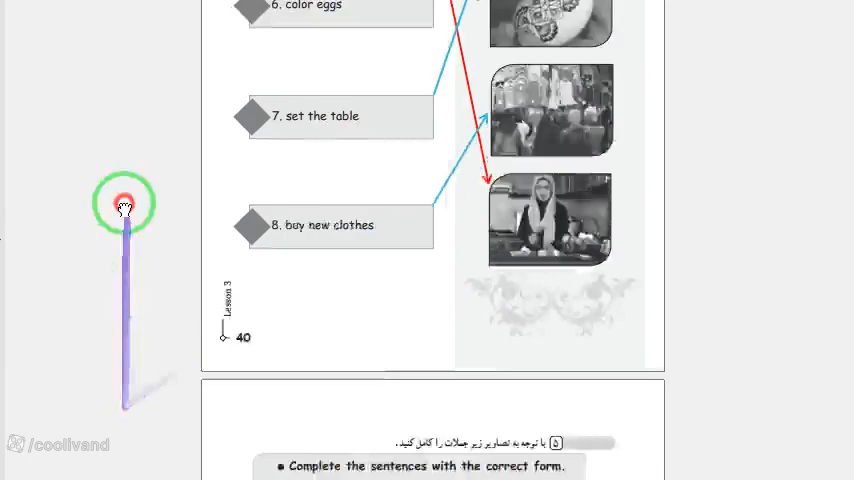 6. color eggs
7. set the table
8. buy new clothes
Lesson 3
40
/coolivand
۵ با توجه به تصاویر زیر جملات را کامل کنید.
● Complete the sentences with the correct form.